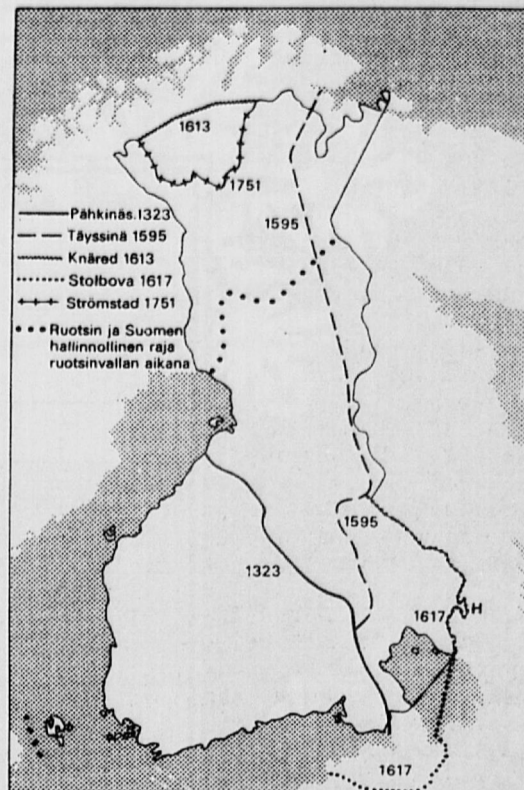 1613
1751
1595
Pähkinäs.1323
Täyssinä 1595
Knäred 1613
Stolbova 1617
Strömstad 1751
Ruotsin ja Suomen
hallinnollinen raja
ruotsinvallan aikana
1595
1323
1617
H
1617